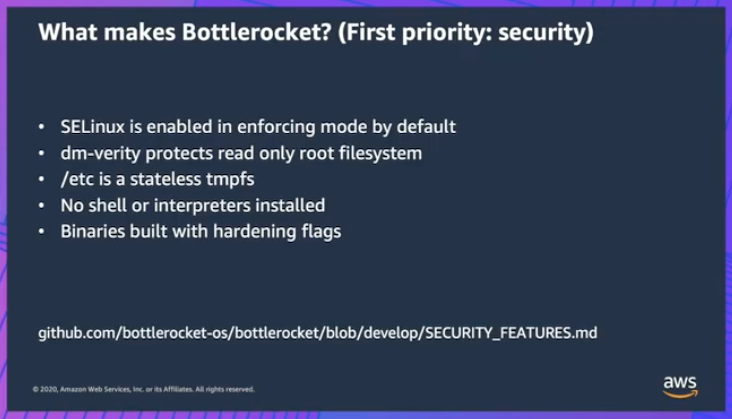 What makes Bottlerocket? (First priority: security)
• SELinux is enabled in enforcing mode by default
• dm-verity protects read only root filesystem
• /etc is a stateless tmpfs
• No shell or interpreters installed
• Binaries built with hardening flags
github.com/bottlerocket-os/bottlerocket/blob/develop/SECURITY_FEATURES.md
© 2020, Amazon Web Services, Inc. or its Affiliates. All rights reserved.
aws